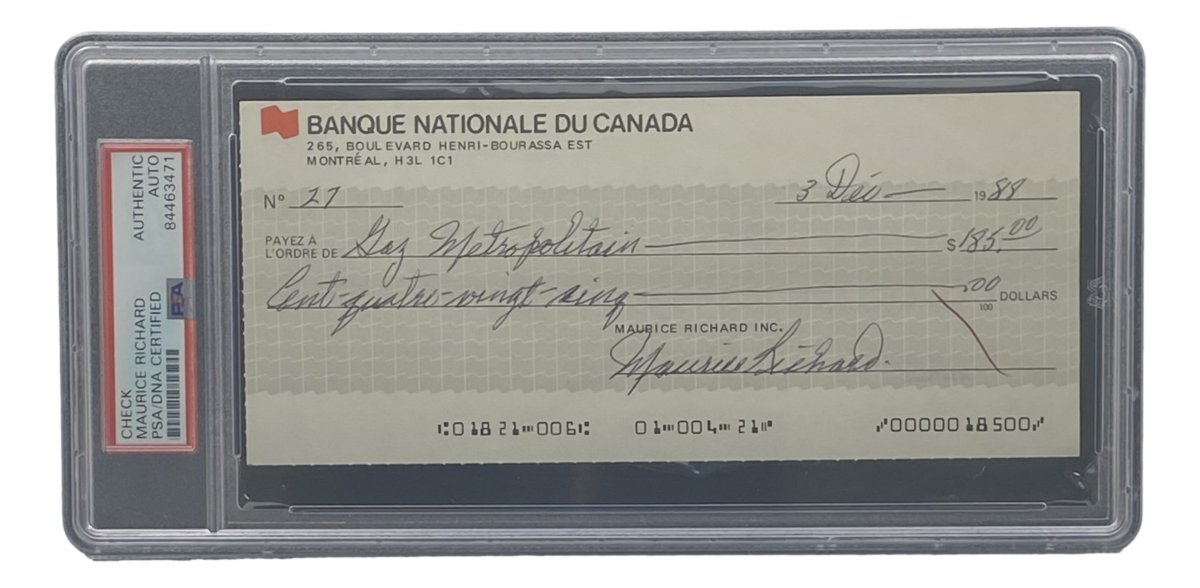 CHECK
MAURICE RICHARD
PSA/DNA CERTIFIED
AUTHENTIC
AUTO
84463471
PSA
BANQUE NATIONALE DU CANADA
265, BOULEVARD HENRI-BOURASSA EST
MONTRÉAL, H3L 1C1
Nº 27 3 Déc 1988
PAYEZ À
L'ORDRE DE Gaz Metropolitain $ 185,00
Cent-quatre-vingt-cinq 00/100 DOLLARS
MAURICE RICHARD INC.
Maurice Richard
⑆01821⑉006⑆ 01⑉004⑉21⑈ ⑇0000018500⑇